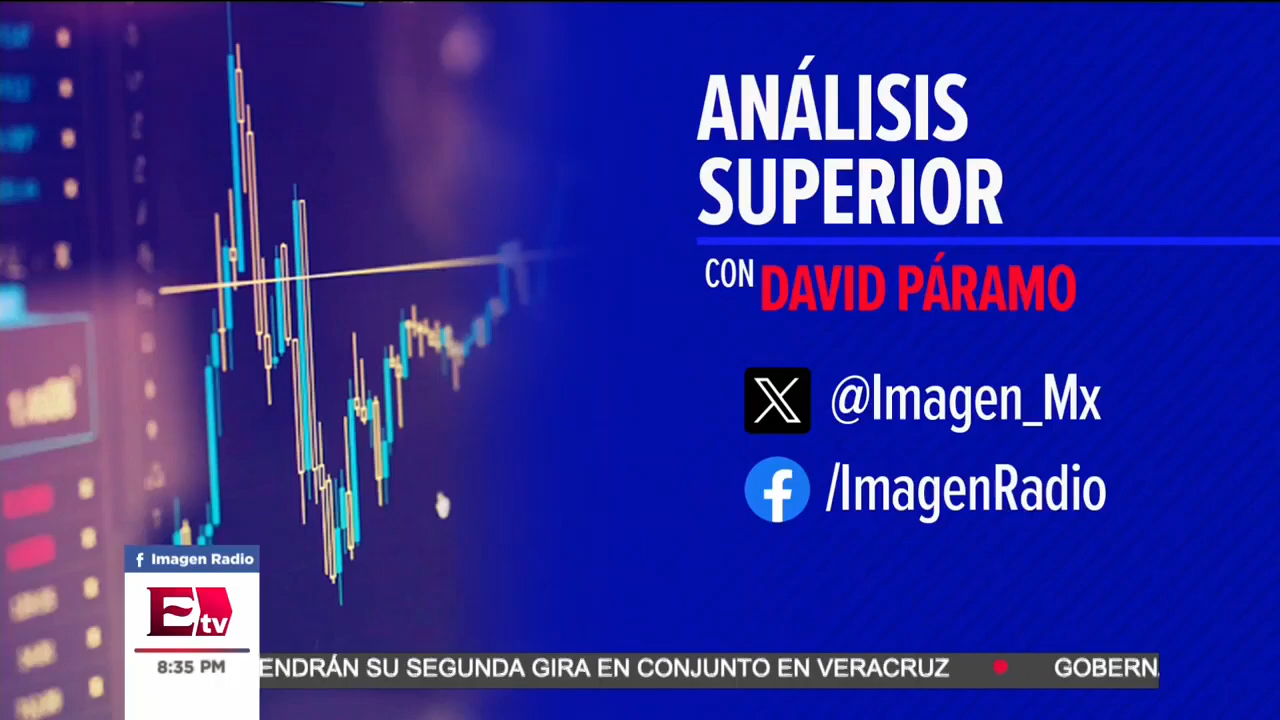 ANÁLISIS
SUPERIOR
CON DAVID PÁRAMO
@Imagen_Mx
/ImagenRadio
f Imagen Radio
Etv
8:35 PM
ENDRÁN SU SEGUNDA GIRA EN CONJUNTO EN VERACRUZ • GOBERN